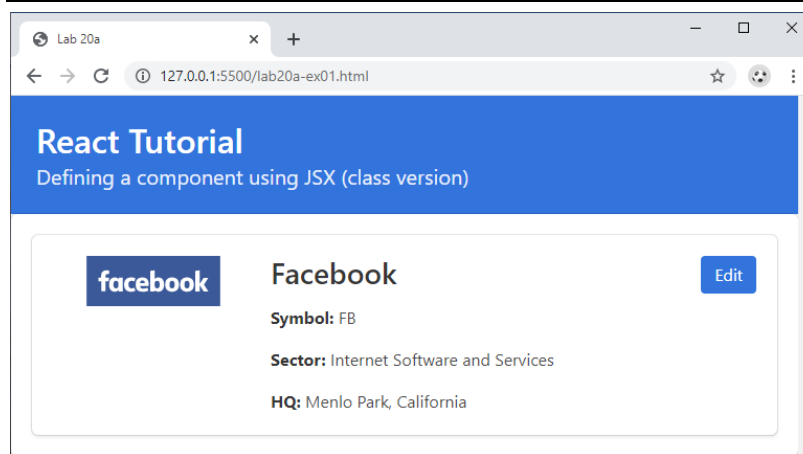 Lab 20a
127.0.0.1:5500/lab20a-ex01.html
React Tutorial
Defining a component using JSX (class version)
facebook
Facebook
Edit
Symbol: FB
Sector: Internet Software and Services
HQ: Menlo Park, California